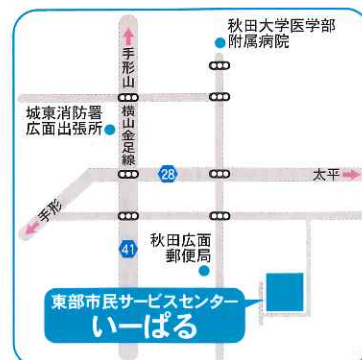 秋田大学医学部
附属病院
手形山
横山金足線
城東消防署
広面出張所
28
太平
手形
41
秋田広面
郵便局
東部市民サービスセンター
いーぱる